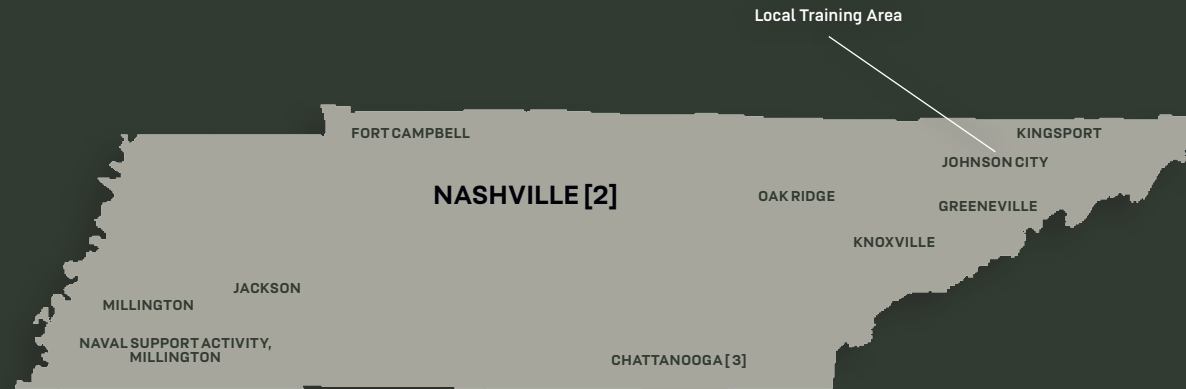 Local Training Area
FORT CAMPBELL
KINGSPORT
JOHNSON CITY
NASHVILLE [2]
OAK RIDGE
GREENEVILLE
KNOXVILLE
JACKSON
MILLINGTON
NAVAL SUPPORT ACTIVITY,
MILLINGTON
CHATTANOOGA [3]